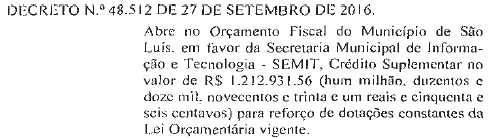 DECRETO N.º 48.512 DE 27 DE SETEMBRO DE 2016.
Abre no Orçamento Fiscal do Município de São
Luís, em favor da Secretaria Municipal de Informa-
ção e Tecnologia - SEMIT, Crédito Suplementar no
valor de R$ 1.212.931.56 (hum milhão, duzentos e
doze mil, novecentos e trinta e um reais e cinquenta e
seis centavos) para reforço de dotações constantes da
Lei Orçamentária vigente.